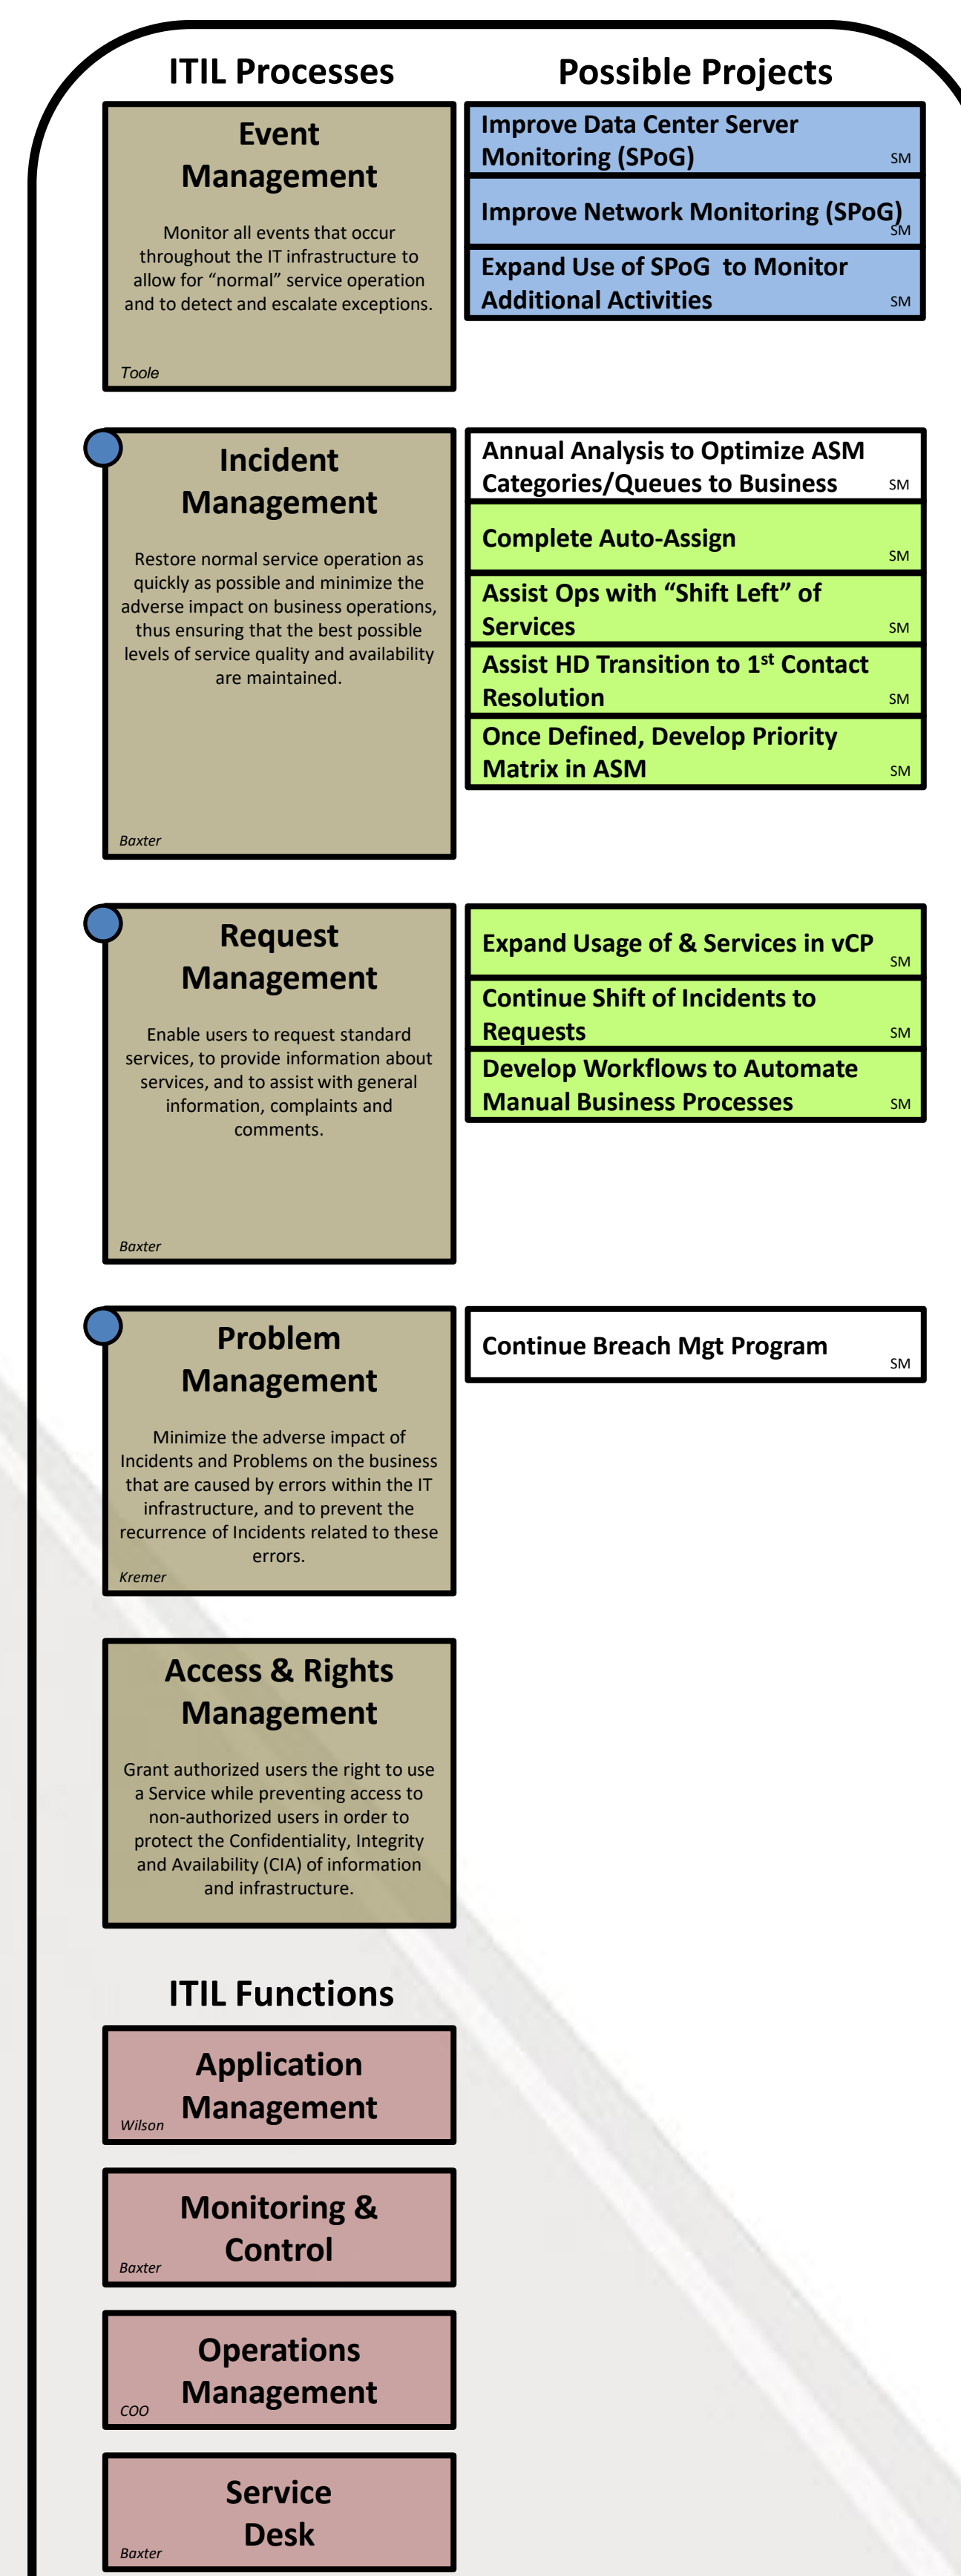 ITIL Processes
Possible Projects
Event
Management
Monitor all events that occur
throughout the IT infrastructure to
allow for “normal” service operation
and to detect and escalate exceptions.
Toole
Improve Data Center Server
Monitoring (SPoG)
SM
Improve Network Monitoring (SPoG)
SM
Expand Use of SPoG to Monitor
Additional Activities
SM
Incident
Management
Restore normal service operation as
quickly as possible and minimize the
adverse impact on business operations,
thus ensuring that the best possible
levels of service quality and availability
are maintained.
Baxter
Annual Analysis to Optimize ASM
Categories/Queues to Business
SM
Complete Auto-Assign
SM
Assist Ops with “Shift Left” of
Services
SM
Assist HD Transition to 1st Contact
Resolution
SM
Once Defined, Develop Priority
Matrix in ASM
SM
Request
Management
Enable users to request standard
services, to provide information about
services, and to assist with general
information, complaints and
comments.
Baxter
Expand Usage of & Services in vCP
SM
Continue Shift of Incidents to
Requests
SM
Develop Workflows to Automate
Manual Business Processes
SM
Problem
Management
Minimize the adverse impact of
Incidents and Problems on the business
that are caused by errors within the IT
infrastructure, and to prevent the
recurrence of Incidents related to these
errors.
Kremer
Continue Breach Mgt Program
SM
Access & Rights
Management
Grant authorized users the right to use
a Service while preventing access to
non-authorized users in order to
protect the Confidentiality, Integrity
and Availability (CIA) of information
and infrastructure.
ITIL Functions
Application
Management
Wilson
Monitoring &
Control
Baxter
Operations
Management
COO
Service
Desk
Baxter